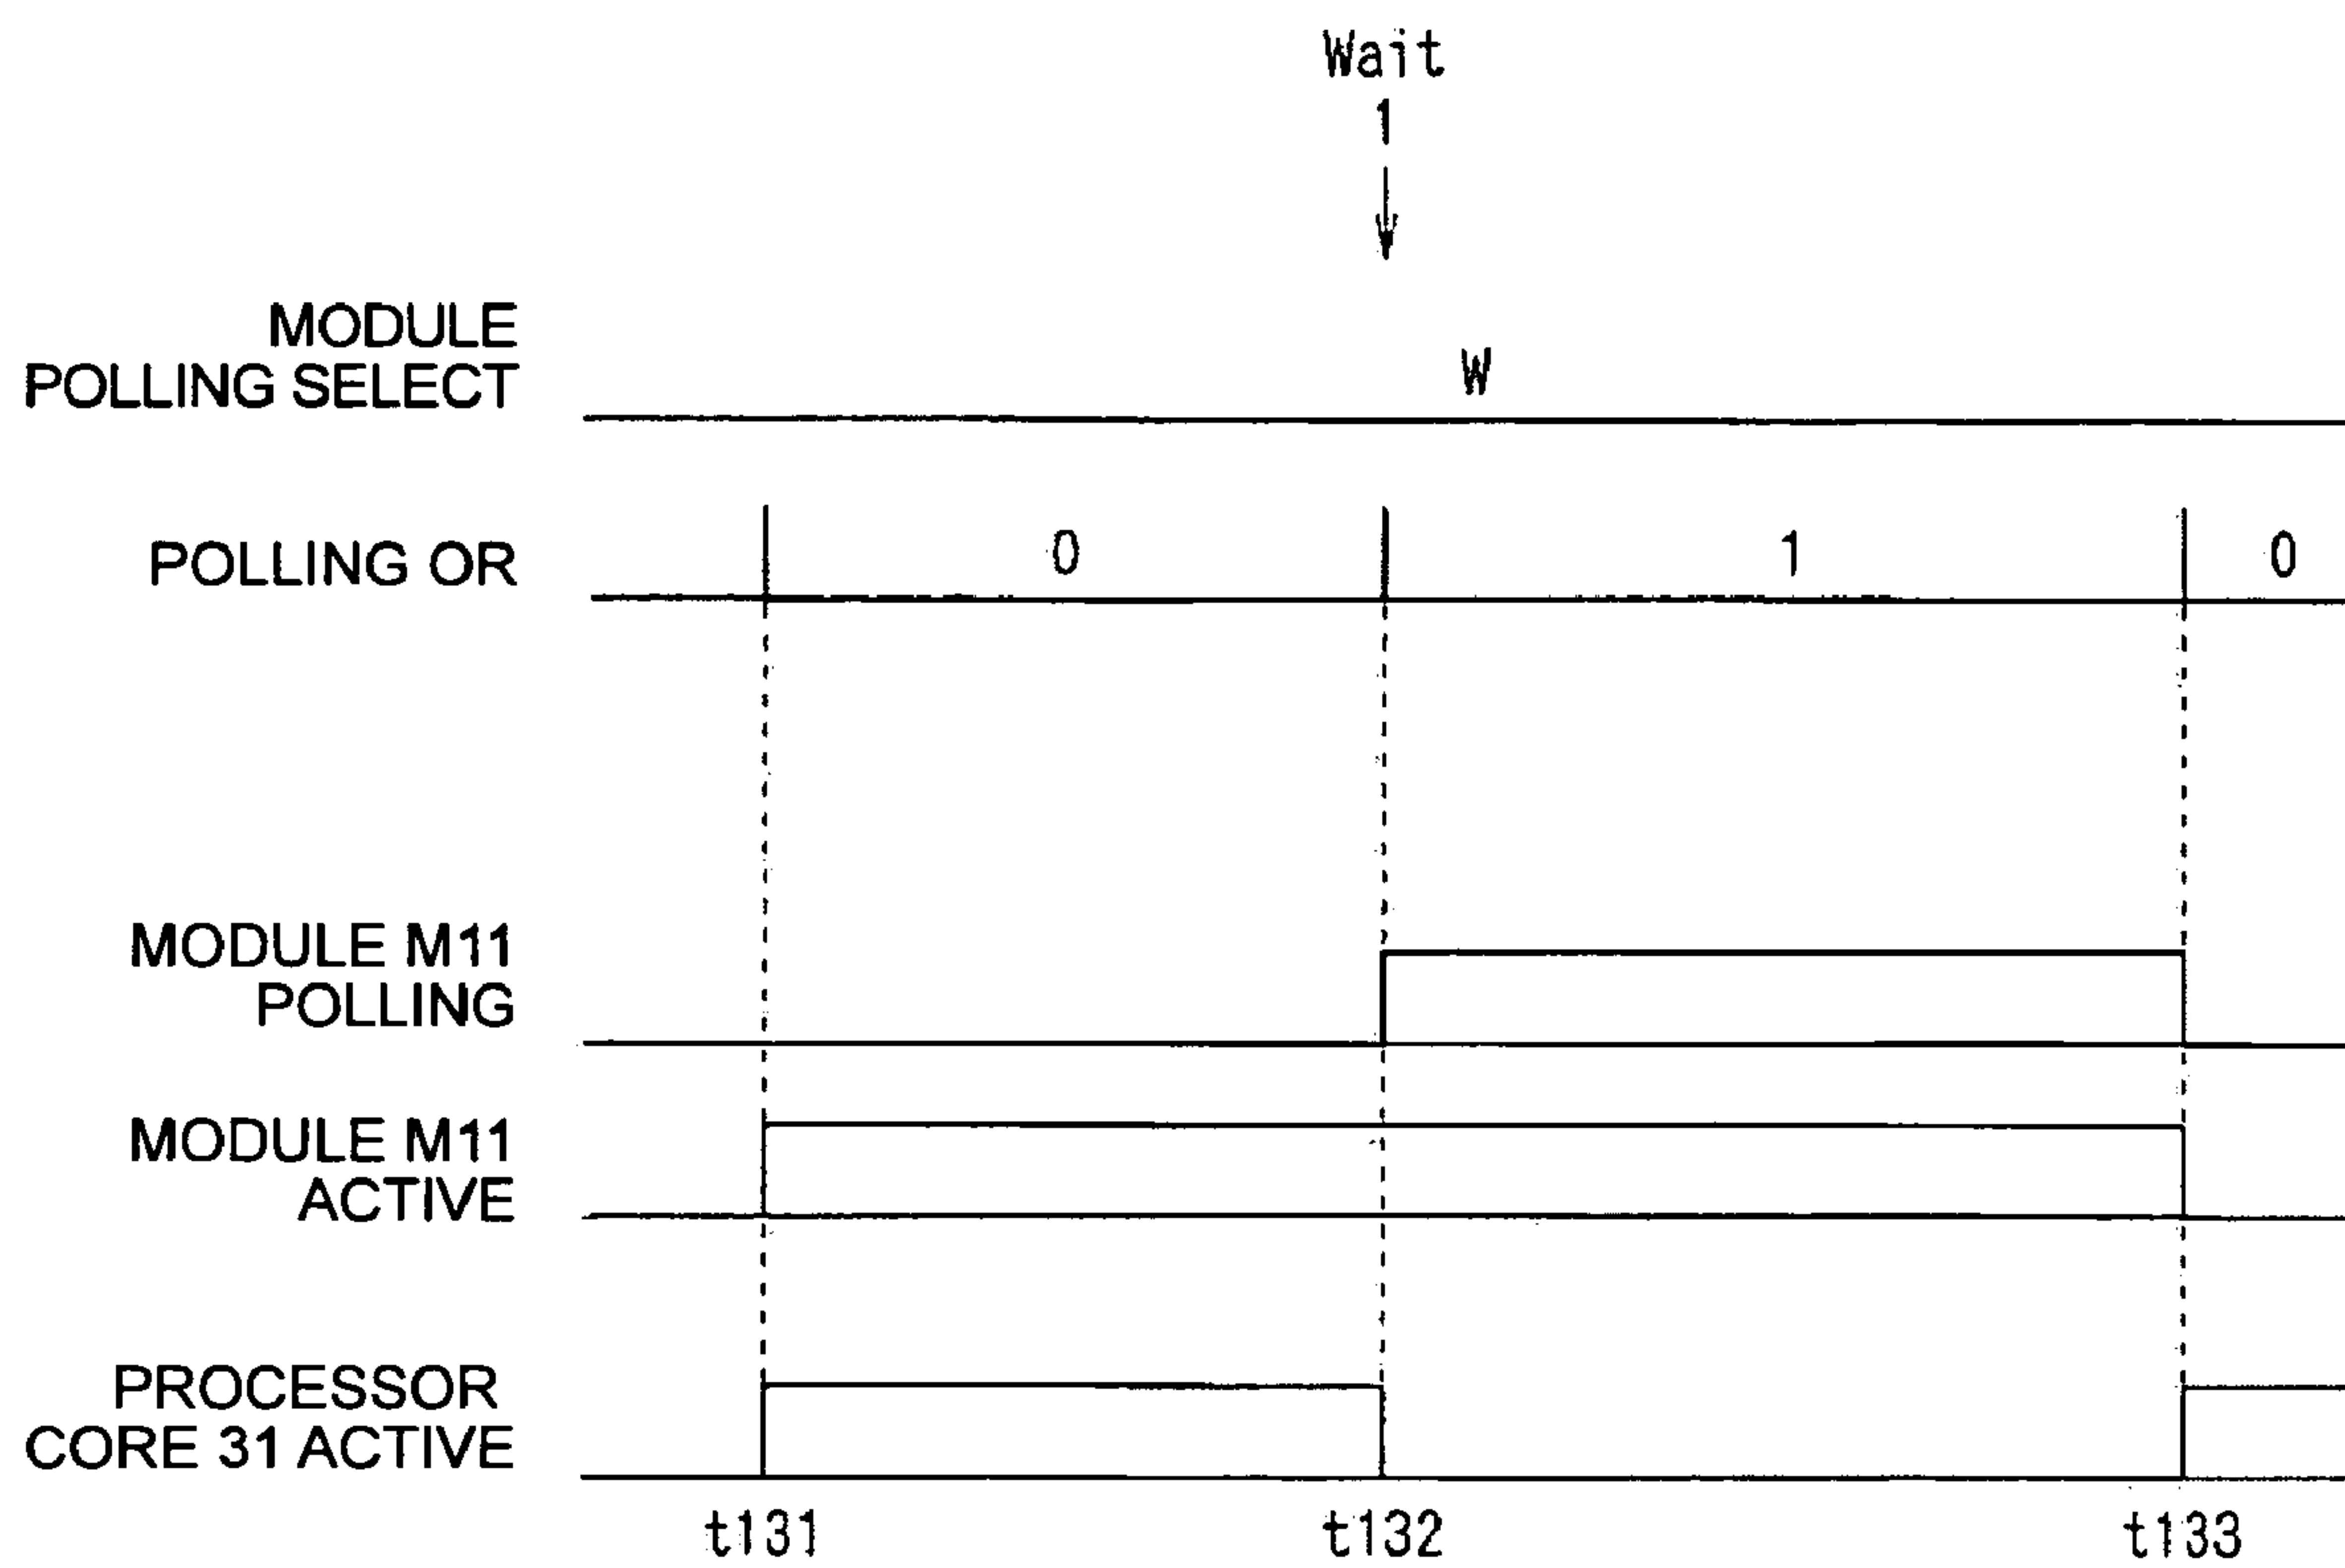 Wait
1
MODULE
POLLING SELECT
W
POLLING OR
0 1 0
MODULE M11
POLLING
MODULE M11
ACTIVE
PROCESSOR
CORE 31 ACTIVE
t131 t132 t133